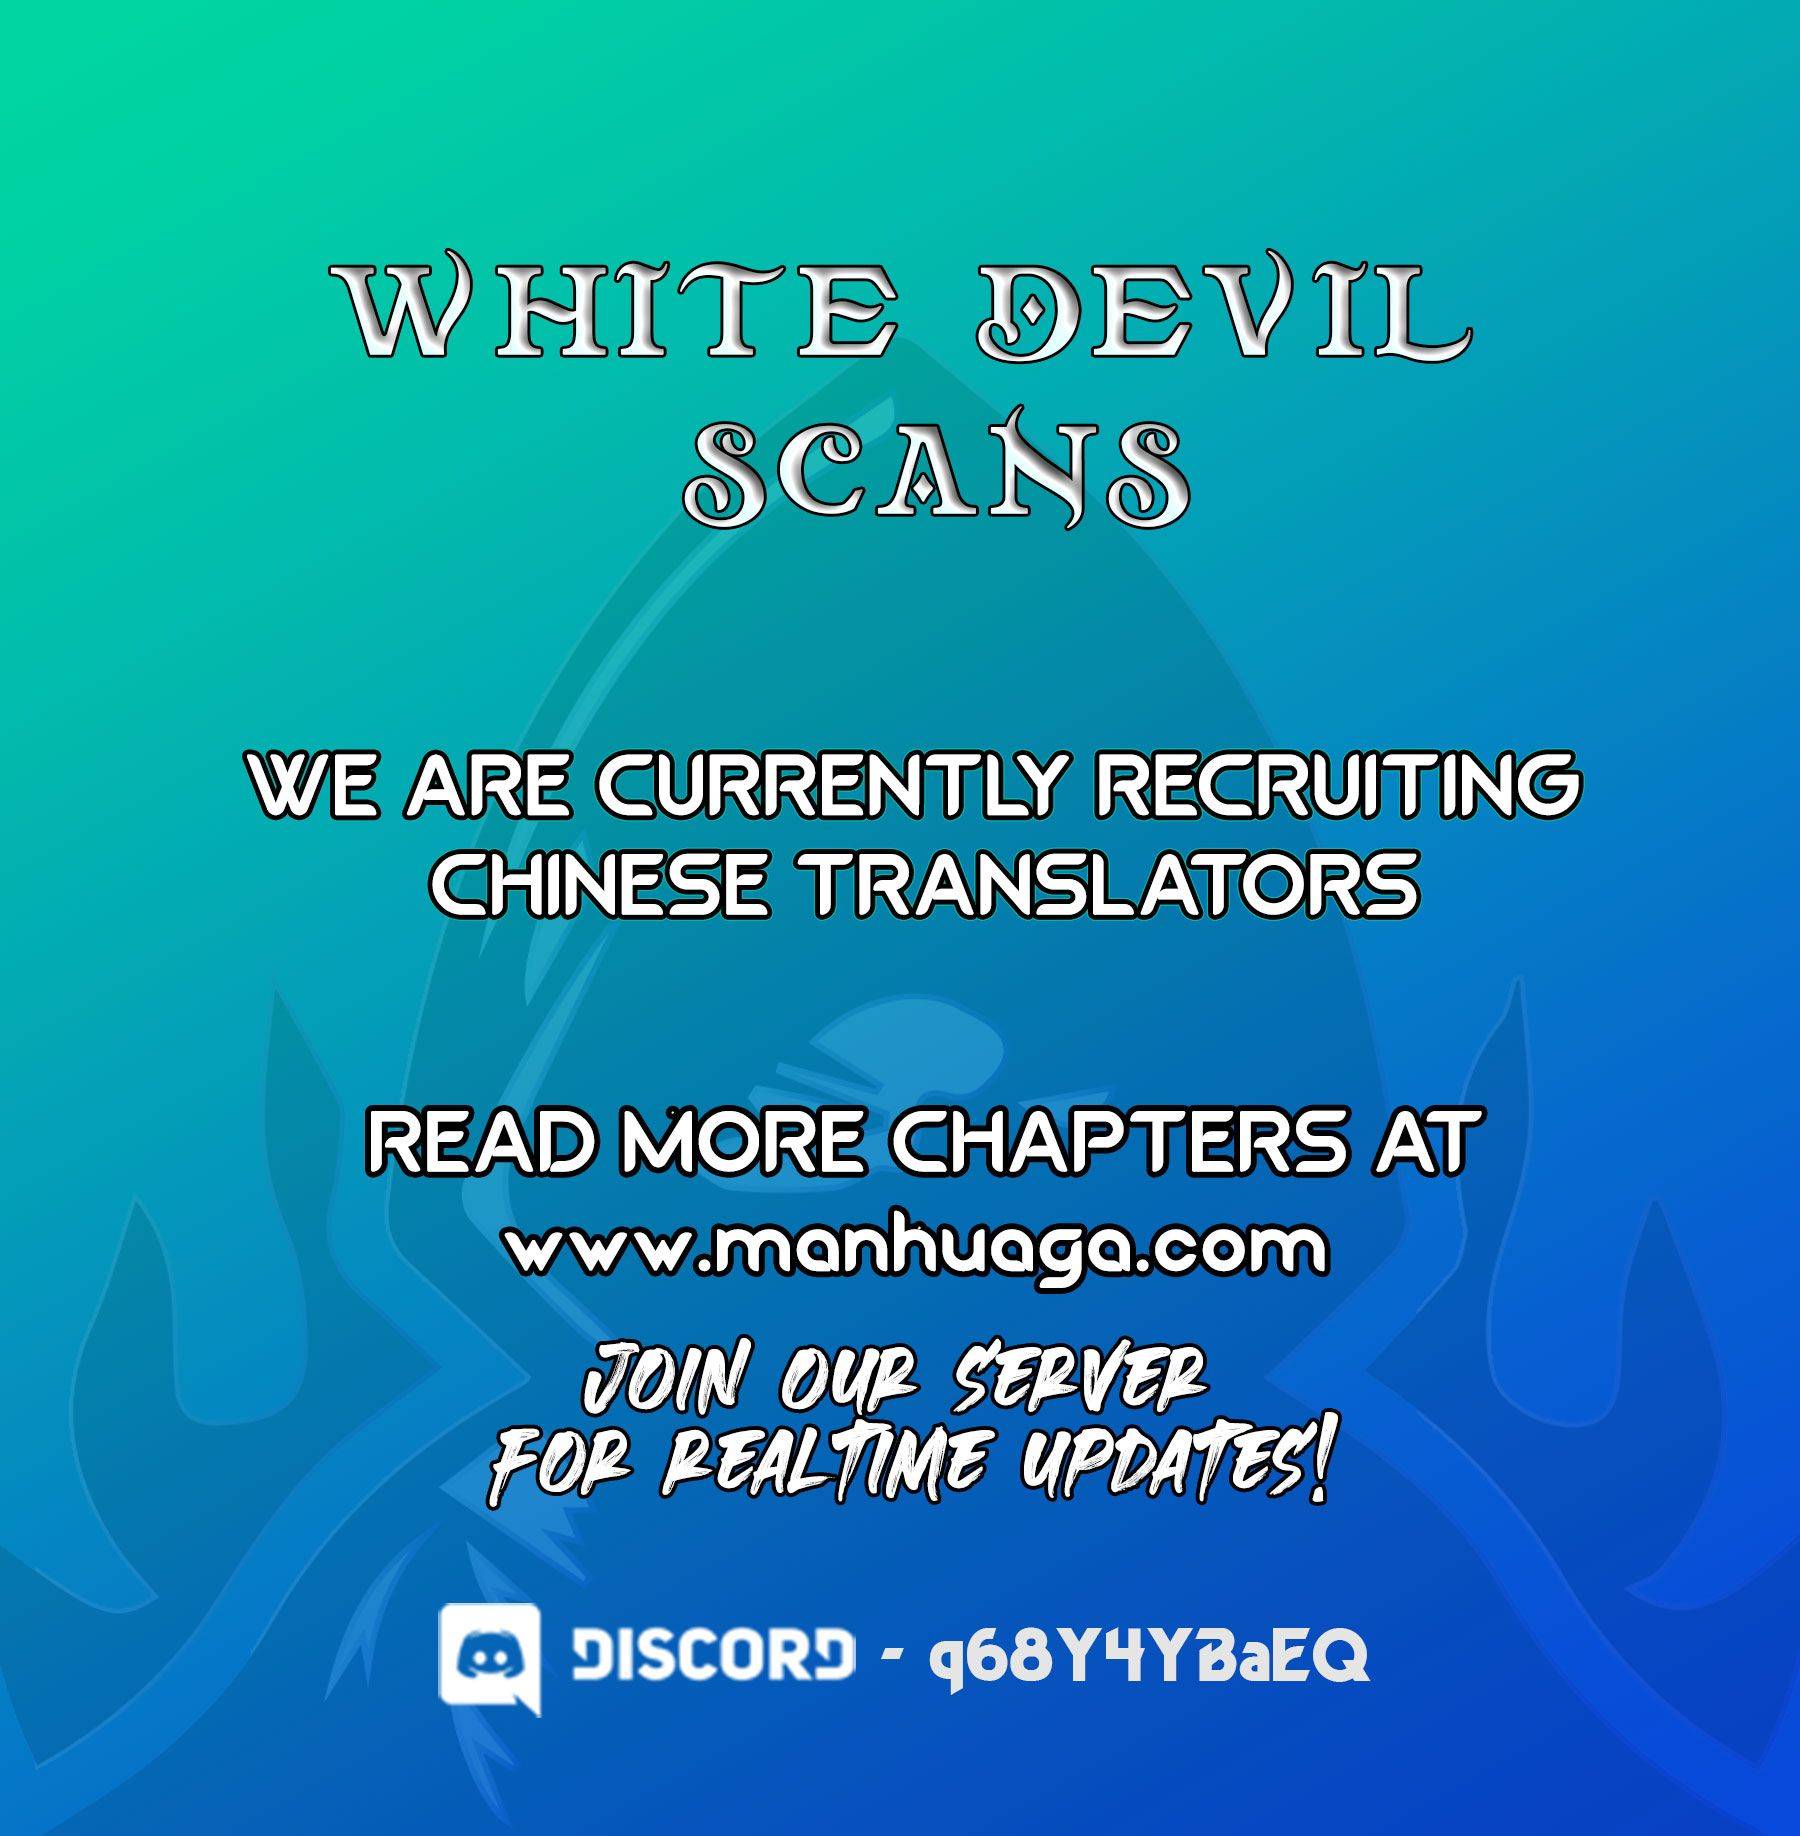 WHITE DEVIL
SCANS
WE ARE CURRENTLY RECRUITING
CHINESE TRANSLATORS
READ MORE CHAPTERS AT
www.manhuaga.com
JOIN OUR SERVER
FOR REALTIME UPDATES!
DISCORD - q68Y4YBaEQ